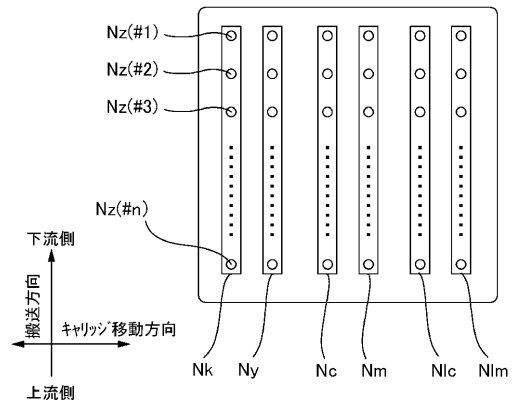 Nz(#1)
Nz(#2)
Nz(#3)
Nz(#n)
下流側
搬送方向
キャリッジ移動方向
上流側
Nk Ny Nc Nm Nlc Nlm